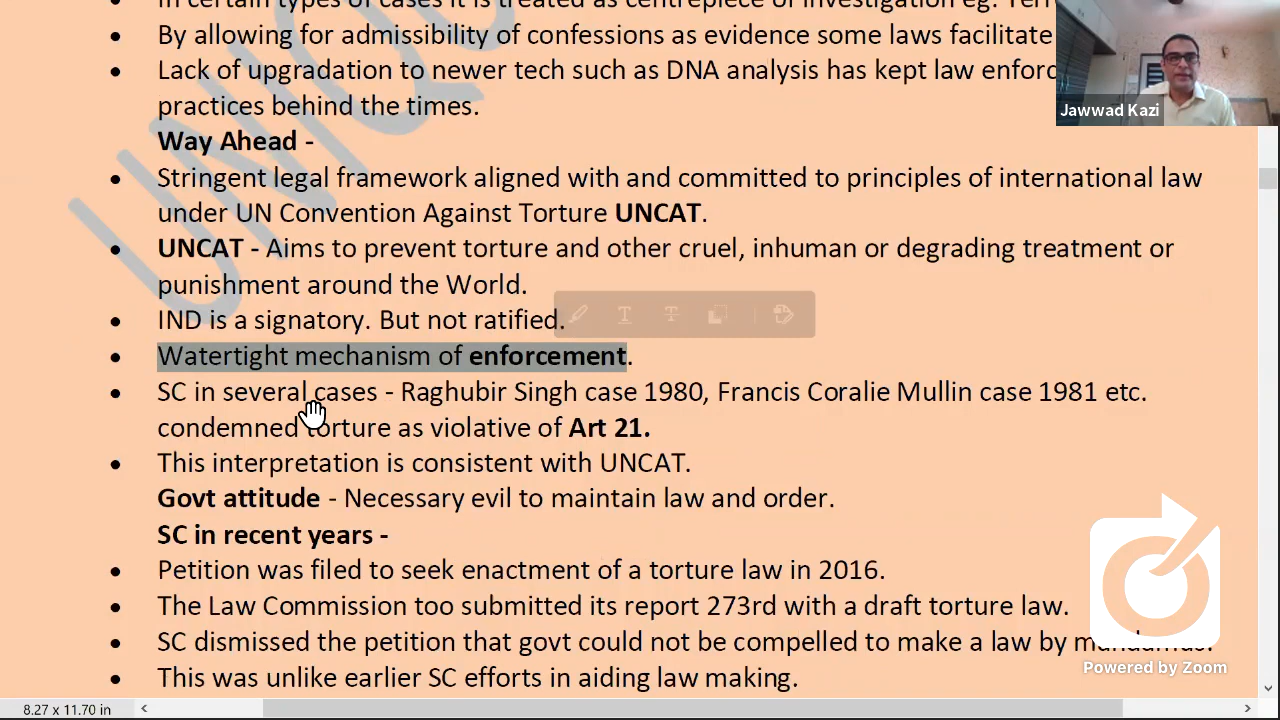 In certain types of cases it is treated as centrepiece of investigation eg.
By allowing for admissibility of confessions as evidence some laws facilitate
Lack of upgradation to newer tech such as DNA analysis has kept law
practices behind the times.
Jawwad Kazi
Way Ahead -
Stringent legal framework aligned with and committed to principles of international law
under UN Convention Against Torture UNCAT.
UNCAT - Aims to prevent torture and other cruel, inhuman or degrading treatment or
punishment around the World.
IND is a signatory. But not ratified.
Watertight mechanism of enforcement.
SC in several cases - Raghubir Singh case 1980, Francis Coralie Mullin case 1981 etc.
condemned torture as violative of Art 21.
This interpretation is consistent with UNCAT.
Govt attitude - Necessary evil to maintain law and order.
SC in recent years -
Petition was filed to seek enactment of a torture law in 2016.
The Law Commission too submitted its report 273rd with a draft torture law.
SC dismissed the petition that govt could not be compelled to make a law by mandamus.
This was unlike earlier SC efforts in aiding law making.
Powered by Zoom
8.27 x 11.70 in